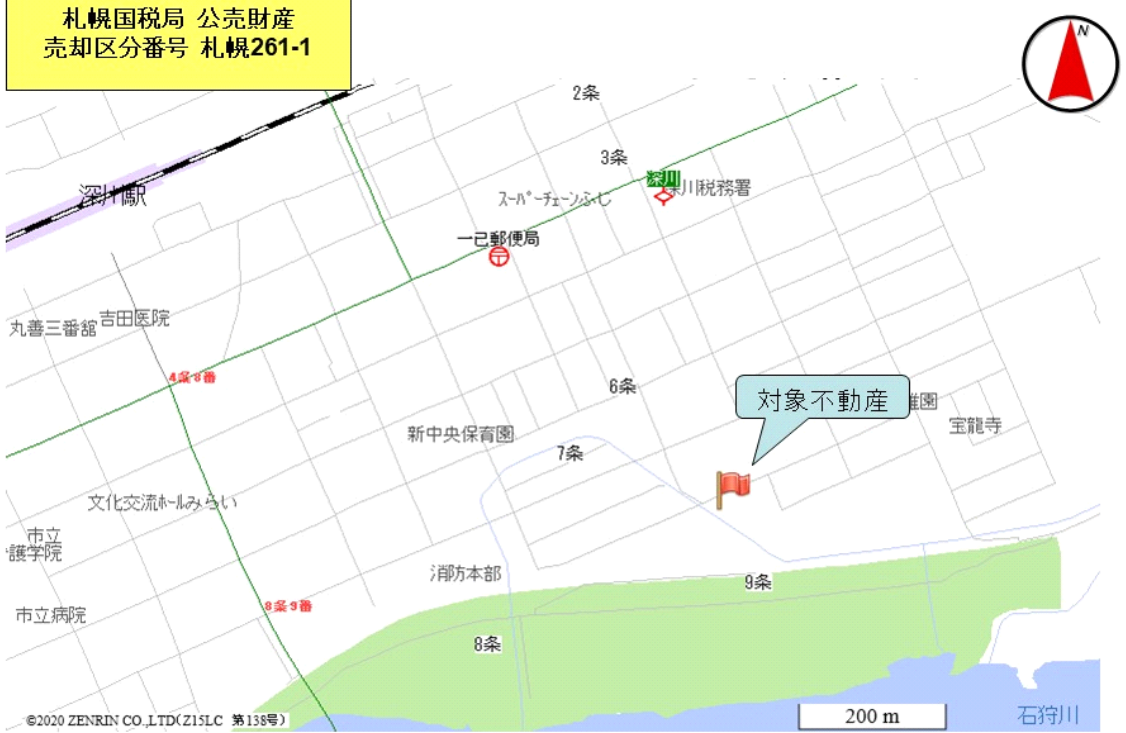 札幌国税局 公売財産
売却区分番号 札幌261-1
N
2条
3条
深川
川税務署
スーパーチェーンふじ
深川駅
一已郵便局
丸善三番舘
吉田医院
4条8番
6条
対象不動産
稚園
宝龍寺
新中央保育園
7条
文化交流ホールみらい
市立
護学院
消防本部
9条
8条9番
市立病院
8条
©2020 ZENRIN CO.,LTD(Z15LC 第138号)
200 m
石狩川